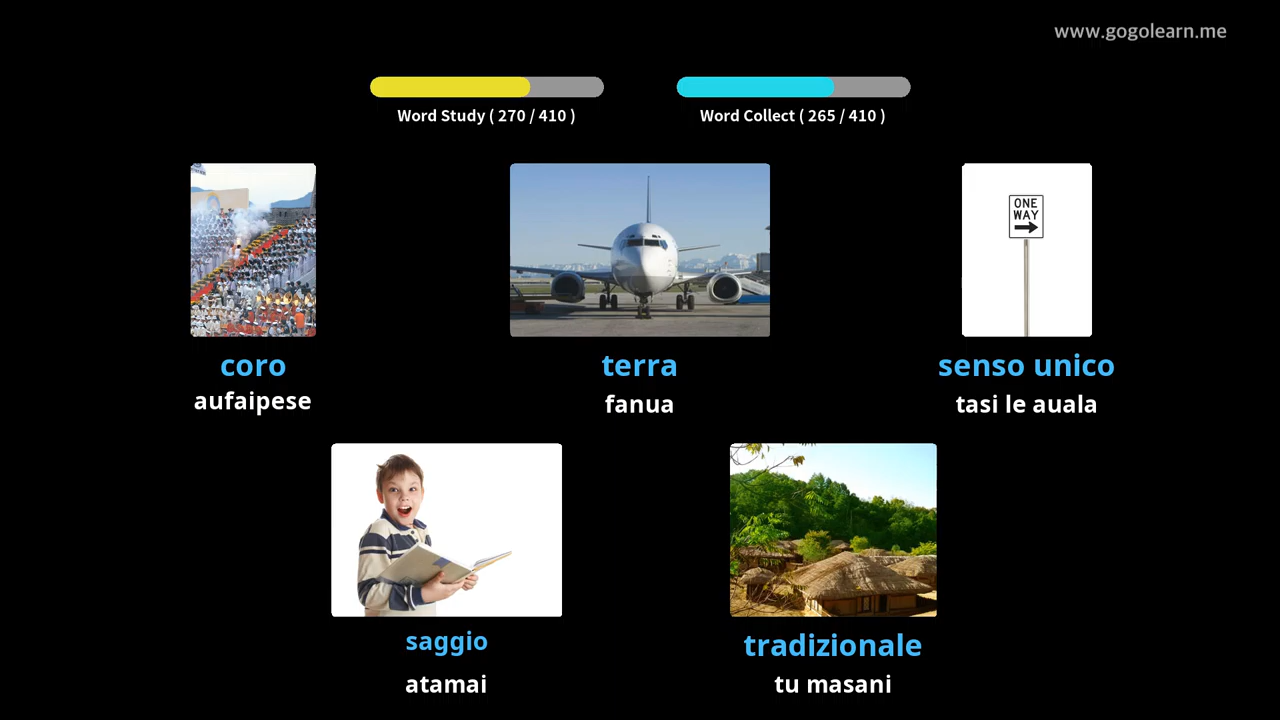 www.gogolearn.me
Word Study ( 270 / 410 )
Word Collect ( 265 / 410 )
ONE
WAY
coro
terra
senso unico
aufaipese
fanua
tasi le auala
saggio
tradizionale
atamai
tu masani